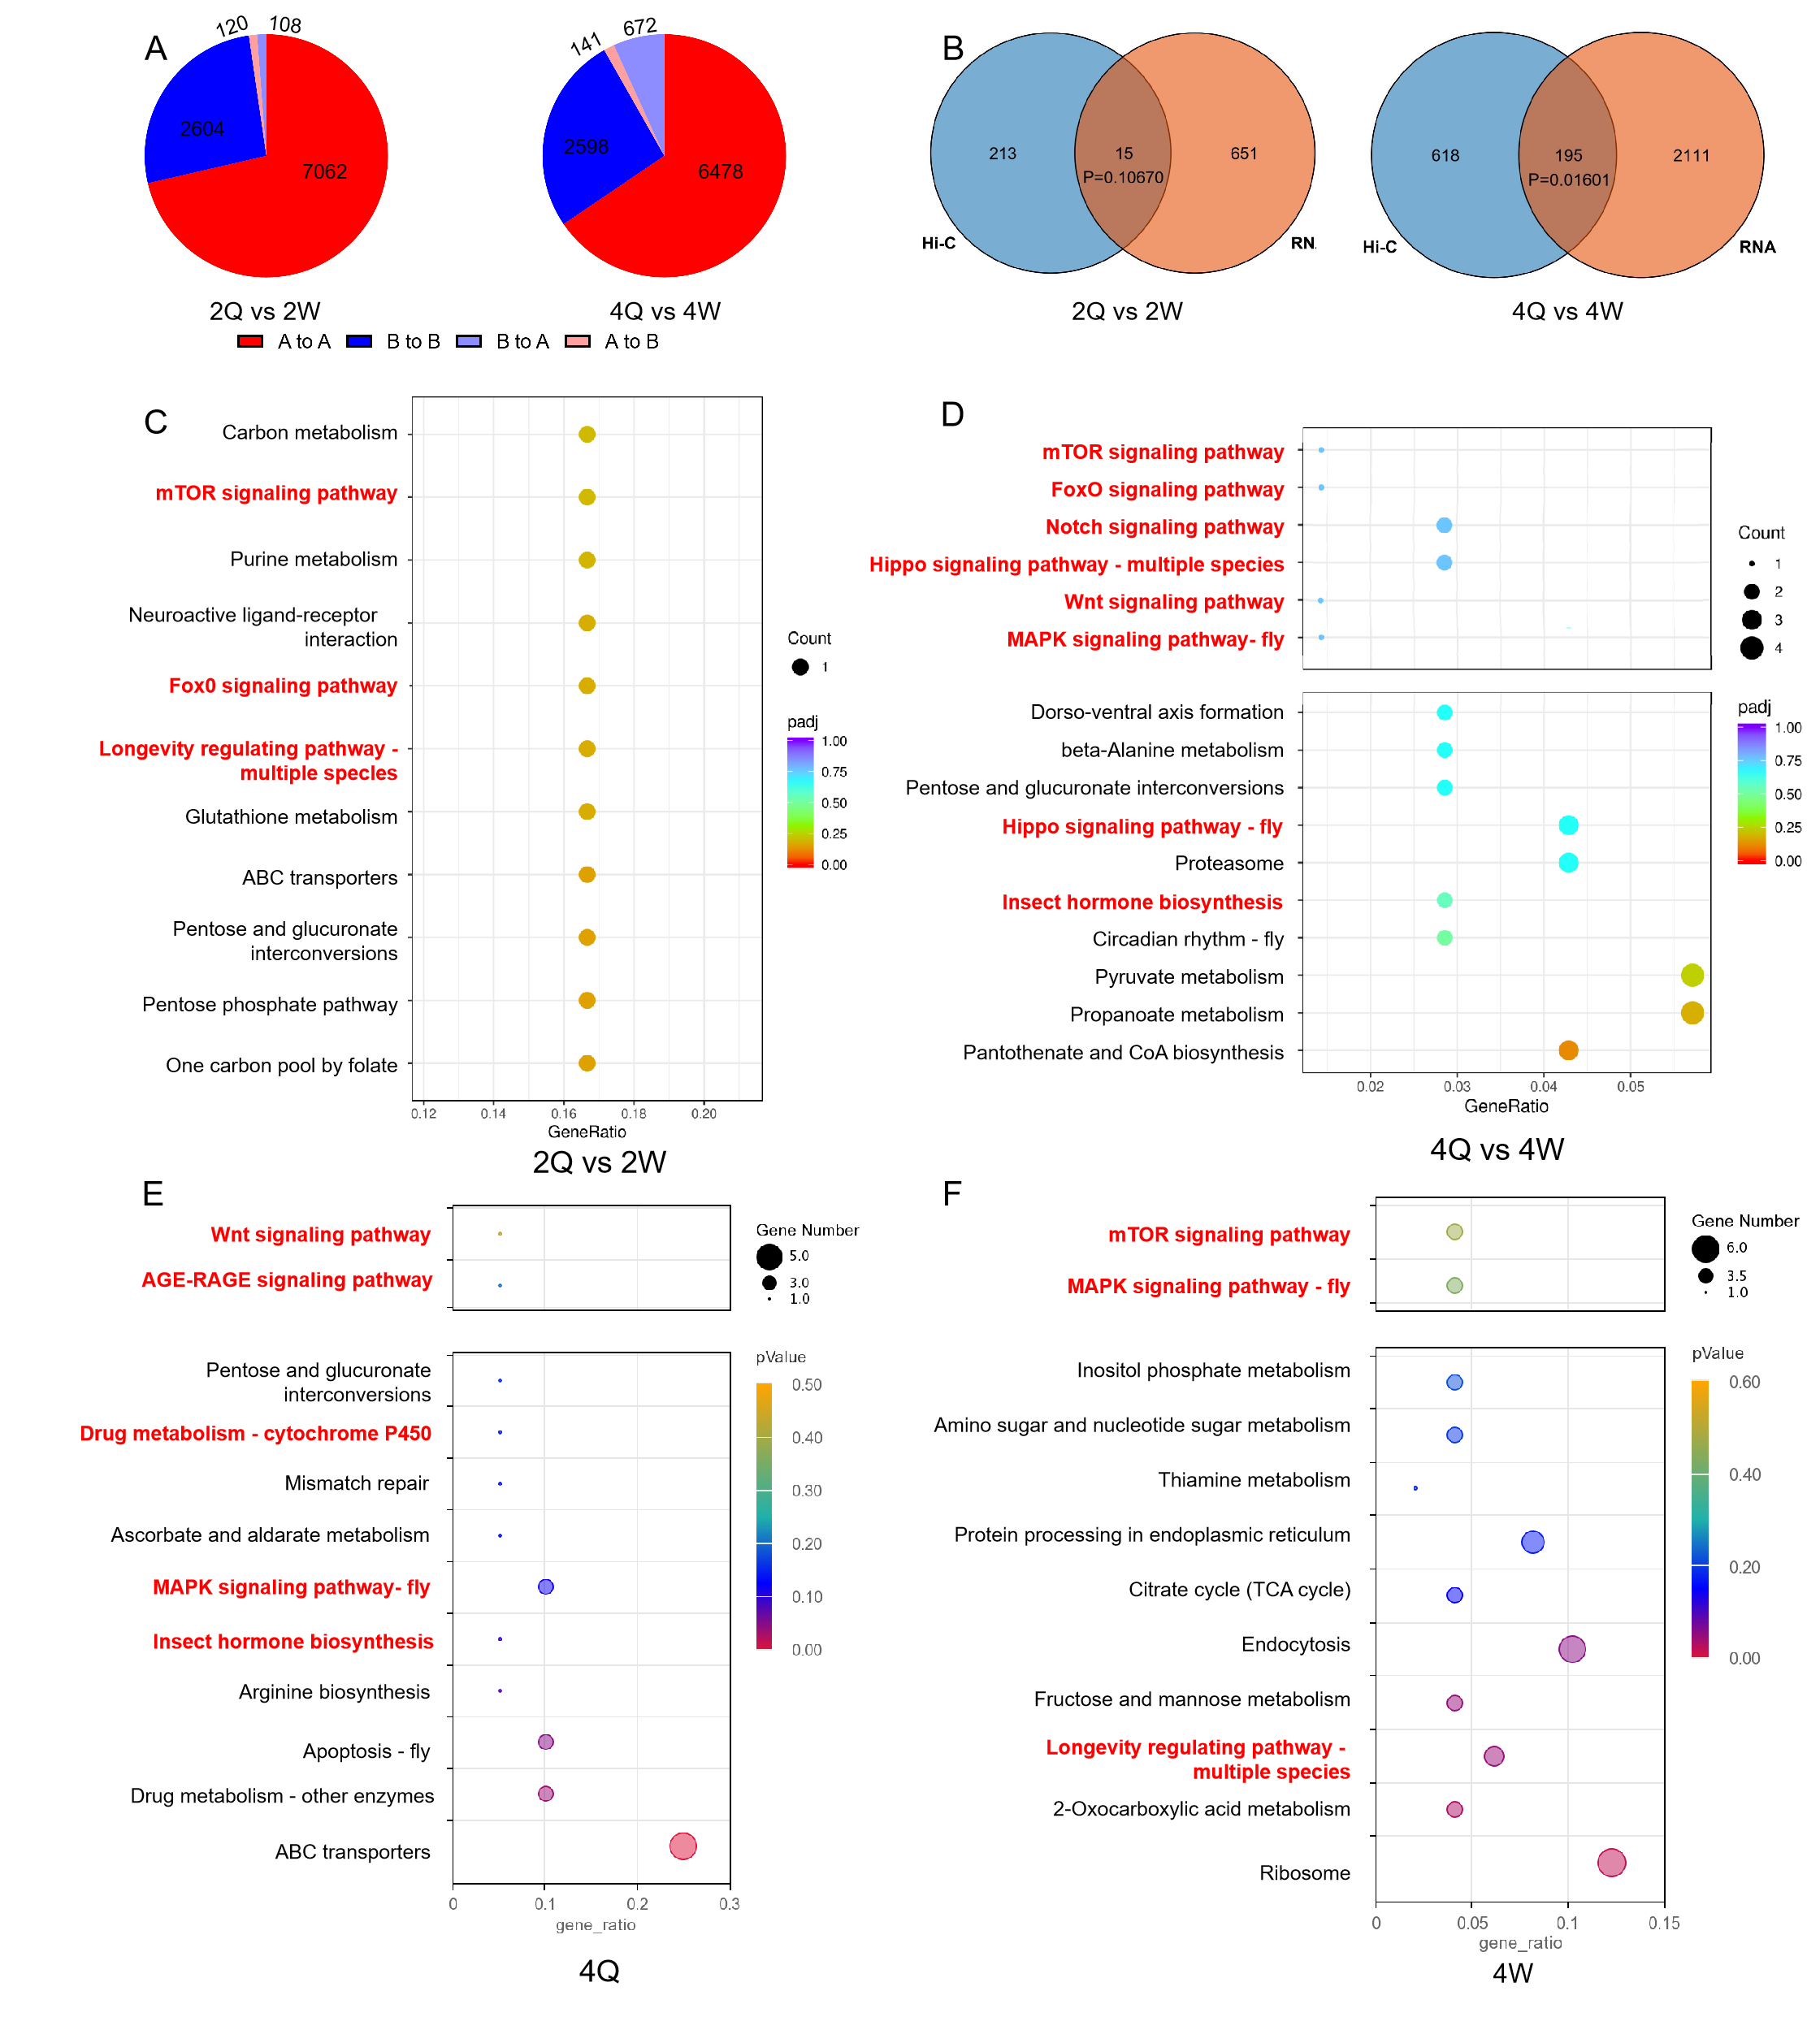 A
120
108
2604
7062
141
672
2598
6478
2Q vs 2W
4Q vs 4W
A to A
B to B
B to A
A to B
B
213
15
P=0.10670
651
Hi-C
RN
2Q vs 2W
618
195
P=0.01601
2111
Hi-C
RNA
4Q vs 4W
C
Carbon metabolism
mTOR signaling pathway
Purine metabolism
Neuroactive ligand-receptor
interaction
Fox0 signaling pathway
Longevity regulating pathway -
multiple species
Glutathione metabolism
ABC transporters
Pentose and glucuronate
interconversions
Pentose phosphate pathway
One carbon pool by folate
0.12
0.14
0.16
0.18
0.20
GeneRatio
2Q vs 2W
Count
1
padj
1.00
0.75
0.50
0.25
0.00
D
mTOR signaling pathway
FoxO signaling pathway
Notch signaling pathway
Hippo signaling pathway - multiple species
Wnt signaling pathway
MAPK signaling pathway- fly
Dorso-ventral axis formation
beta-Alanine metabolism
Pentose and glucuronate interconversions
Hippo signaling pathway - fly
Proteasome
Insect hormone biosynthesis
Circadian rhythm - fly
Pyruvate metabolism
Propanoate metabolism
Pantothenate and CoA biosynthesis
0.02
0.03
0.04
0.05
GeneRatio
4Q vs 4W
Count
1
2
3
4
padj
1.00
0.75
0.50
0.25
0.00
E
Wnt signaling pathway
AGE-RAGE signaling pathway
Pentose and glucuronate
interconversions
Drug metabolism - cytochrome P450
Mismatch repair
Ascorbate and aldarate metabolism
MAPK signaling pathway- fly
Insect hormone biosynthesis
Arginine biosynthesis
Apoptosis - fly
Drug metabolism - other enzymes
ABC transporters
0
0.1
0.2
0.3
gene_ratio
4Q
Gene Number
5.0
3.0
1.0
pValue
0.50
0.40
0.30
0.20
0.10
0.00
F
mTOR signaling pathway
MAPK signaling pathway - fly
Inositol phosphate metabolism
Amino sugar and nucleotide sugar metabolism
Thiamine metabolism
Protein processing in endoplasmic reticulum
Citrate cycle (TCA cycle)
Endocytosis
Fructose and mannose metabolism
Longevity regulating pathway -
multiple species
2-Oxocarboxylic acid metabolism
Ribosome
0
0.05
0.1
0.15
gene_ratio
4W
Gene Number
6.0
3.5
1.0
pValue
0.60
0.40
0.20
0.00